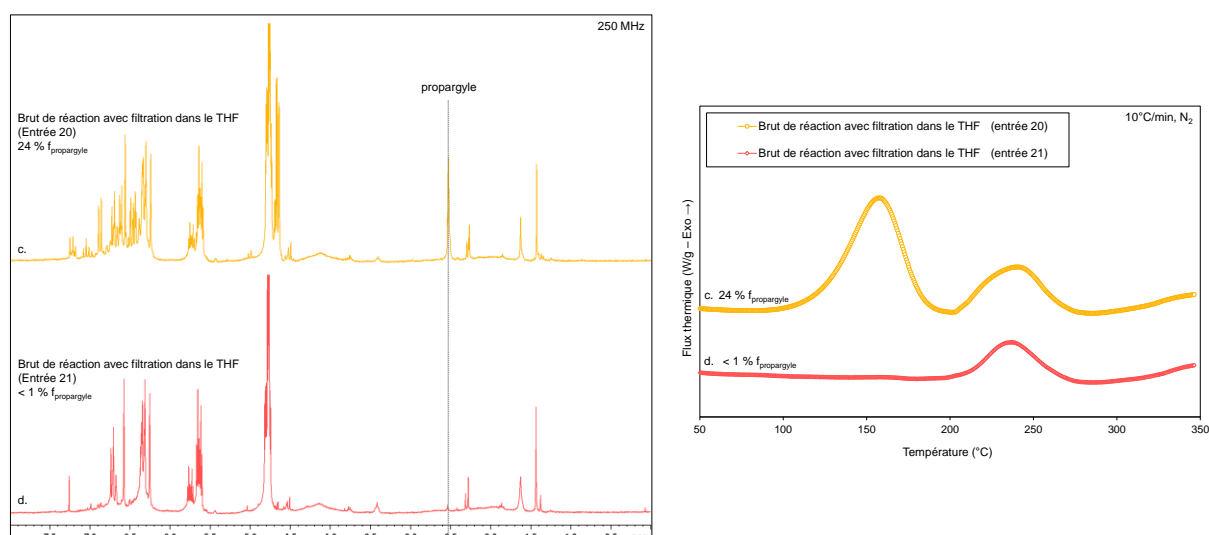 250 MHz
propargyle
Brut de réaction avec filtration dans le THF
(Entrée 20)
24 % fpropargyle
c.
Brut de réaction avec filtration dans le THF
(Entrée 21)
< 1 % fpropargyle
d.
10°C/min, N2
Brut de réaction avec filtration dans le THF (entrée 20)
Brut de réaction avec filtration dans le THF (entrée 21)
Flux thermique (W/g – Exo →)
c. 24 % fpropargyle
d. < 1 % fpropargyle
50 100 150 200 250 300 350
Température (°C)